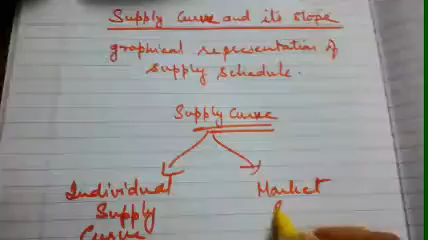 Supply Curve and its slope
graphical representation of
supply schedule.
Supply Curve
Individual
Supply
Curve
Market